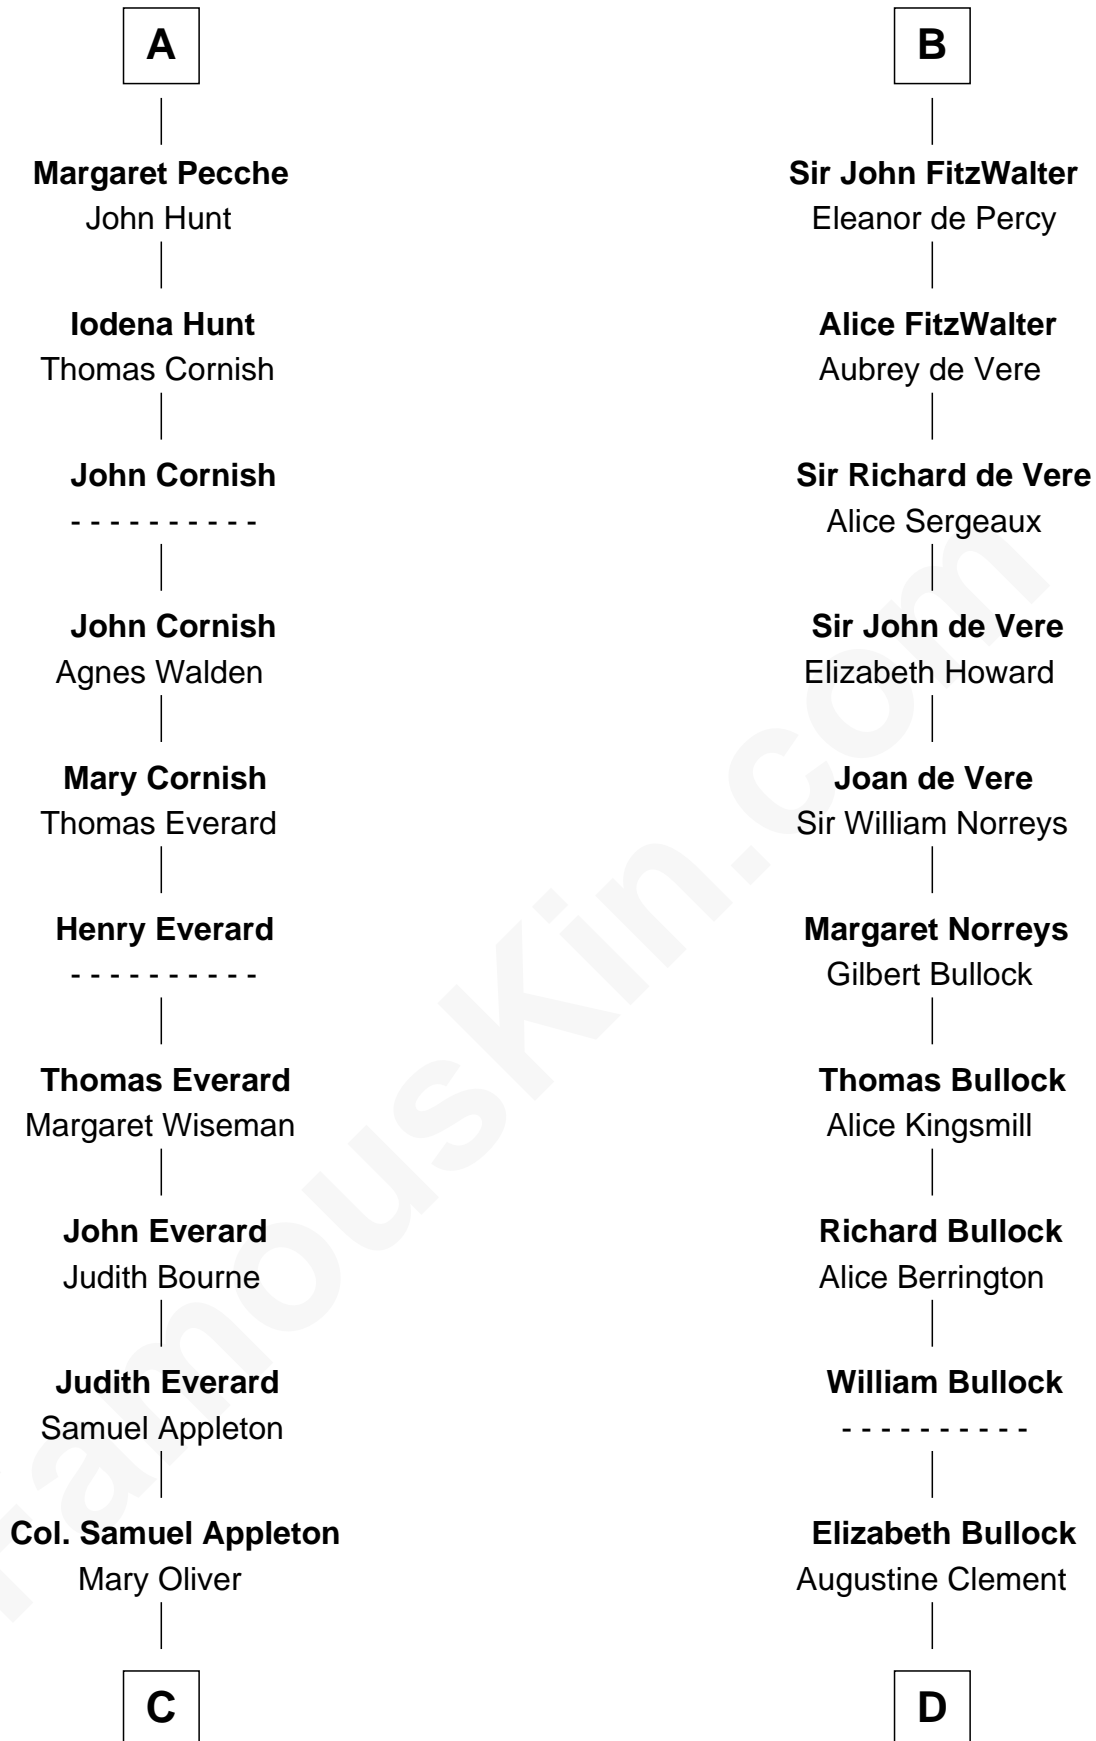 A
Margaret Pecche
John Hunt
Iodena Hunt
Thomas Cornish
John Cornish
- - - - - - - - - -
John Cornish
Agnes Walden
Mary Cornish
Thomas Everard
Henry Everard
- - - - - - - - - -
Thomas Everard
Margaret Wiseman
John Everard
Judith Bourne
Judith Everard
Samuel Appleton
Col. Samuel Appleton
Mary Oliver
C
B
Sir John FitzWalter
Eleanor de Percy
Alice FitzWalter
Aubrey de Vere
Sir Richard de Vere
Alice Sergeaux
Sir John de Vere
Elizabeth Howard
Joan de Vere
Sir William Norreys
Margaret Norreys
Gilbert Bullock
Thomas Bullock
Alice Kingsmill
Richard Bullock
Alice Berrington
William Bullock
- - - - - - - - - -
Elizabeth Bullock
Augustine Clement
D
FamousKin.com